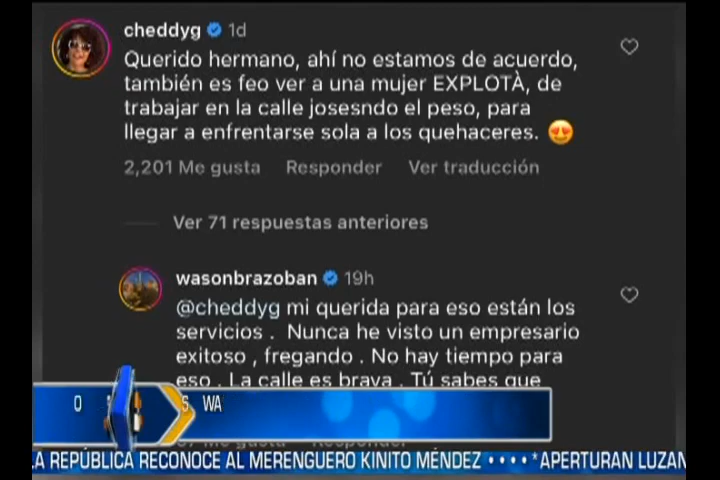 cheddyg 1d
Querido hermano, ahí no estamos de acuerdo,
también es feo ver a una mujer EXPLOTÀ, de
trabajar en la calle josesndo el peso, para
llegar a enfrentarse sola a los quehaceres. 😍
2,201 Me gusta Responder Ver traducción
Ver 71 respuestas anteriores
wasonbrazoban 19h
@cheddyg mi querida para eso están los
servicios . Nunca he visto un empresario
exitoso , fregando . No hay tiempo para
eso . La calle es brava . Tú sabes que
WA
Me gusta Responder
LA REPÚBLICA RECONOCE AL MERENGUERO KINITO MÉNDEZ •••• *APERTURAN LUZAN